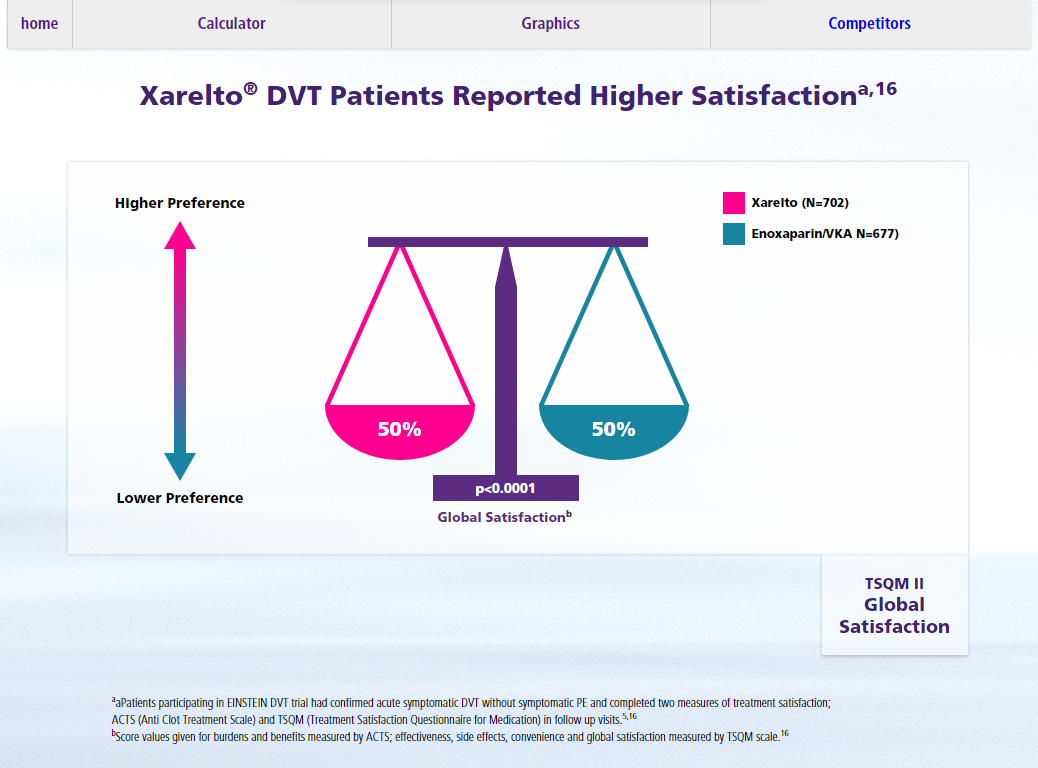 home Calculator Graphics Competitors
Xarelto® DVT Patients Reported Higher Satisfactiona,16
Higher Preference
Lower Preference
Xarelto (N=702)
Enoxaparin/VKA N=677)
50% 50%
p<0.0001
Global Satisfactionb
TSQM II
Global
Satisfaction
aaPatients participating in EINSTEIN DVT trial had confirmed acute symptomatic DVT without symptomatic PE and completed two measures of treatment satisfaction;
ACTS (Anti Clot Treatment Scale) and TSQM (Treatment Satisfaction Questionnaire for Medication) in follow up visits.5,16
bScore values given for burdens and benefits measured by ACTS; effectiveness, side effects, convenience and global satisfaction measured by TSQM scale.16